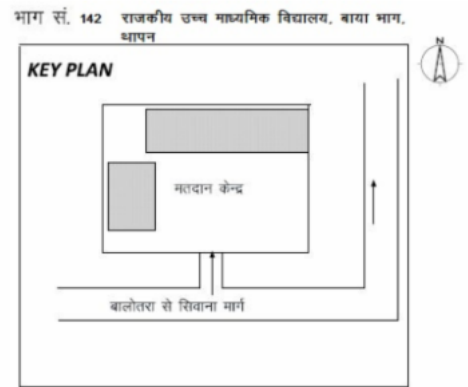 भाग सं. 142 राजकीय उच्च माध्यमिक विद्यालय, बाया भाग,
थापन
N
KEY PLAN
मतदान केन्द्र
बालोतरा से सिवाना मार्ग